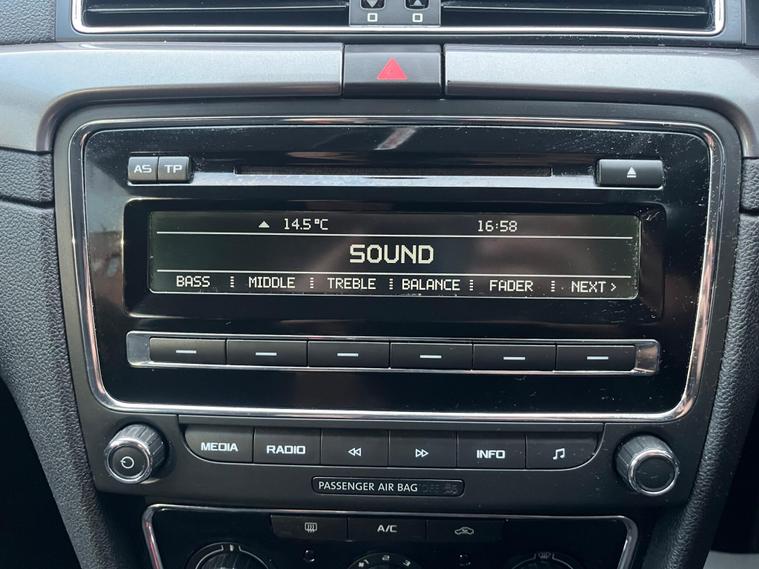 AS TP
14.5°C 16:58
SOUND
BASS MIDDLE TREBLE BALANCE FADER NEXT >
MEDIA RADIO INFO
PASSENGER AIR BAG OFF
A/C